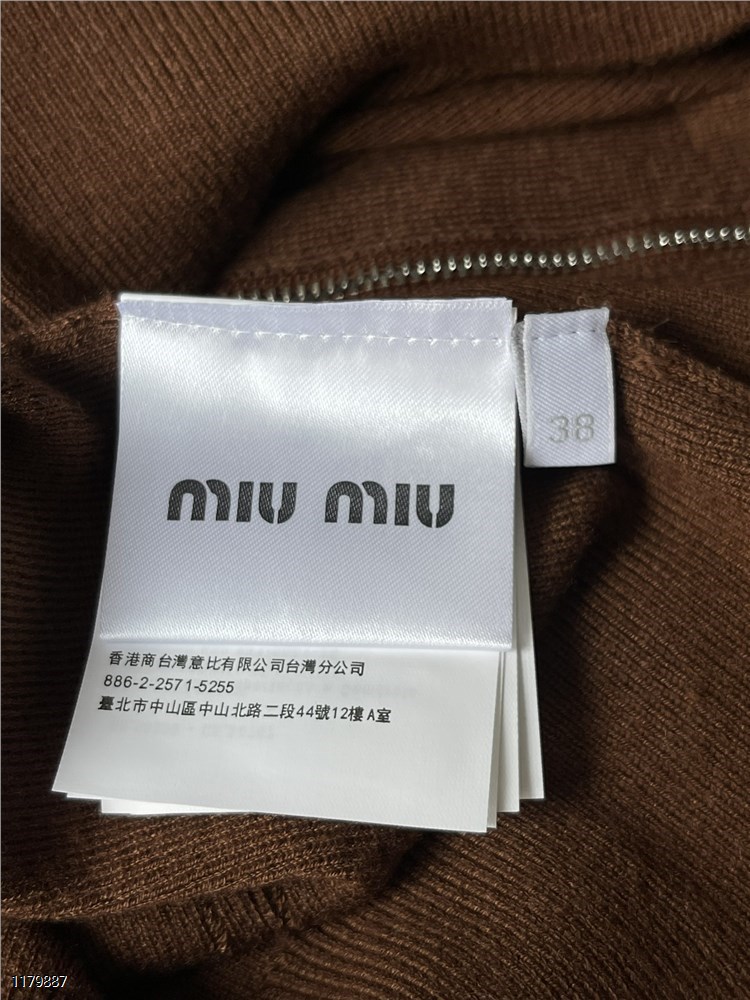 38
miu miu
香港商台灣意比有限公司台灣分公司
886-2-2571-5255
臺北市中山區中山北路二段44號12樓A室
1179887